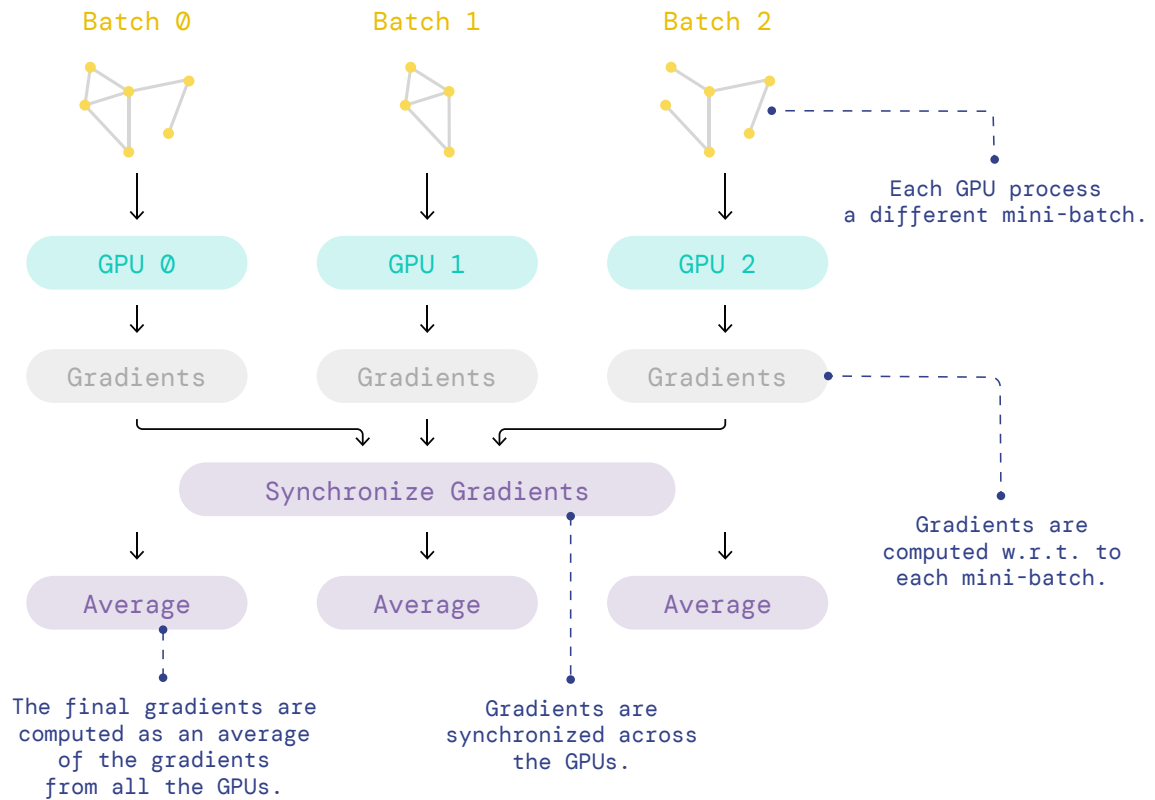 Batch 0
Batch 1
Batch 2
Each GPU process
a different mini-batch.
GPU 0
GPU 1
GPU 2
Gradients
Gradients
Gradients
Synchronize Gradients
Gradients are
computed w.r.t. to
each mini-batch.
Average
Average
Average
The final gradients are
computed as an average
of the gradients
from all the GPUs.
Gradients are
synchronized across
the GPUs.